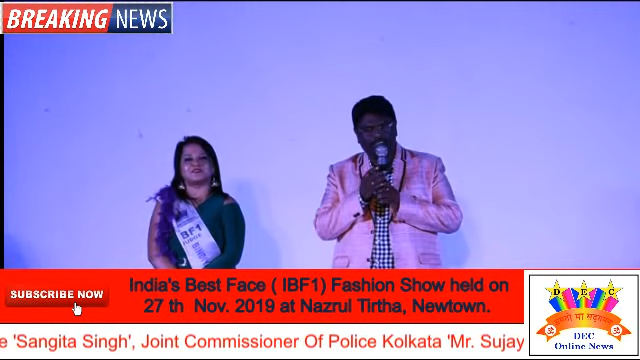 BREAKING NEWS
IBF1
JUDGE
SUBSCRIBE NOW
India's Best Face ( IBF1) Fashion Show held on
27 th Nov. 2019 at Nazrul Tirtha, Newtown.
D E C
DEC
Online News
'Sangita Singh', Joint Commissioner Of Police Kolkata 'Mr. Sujay